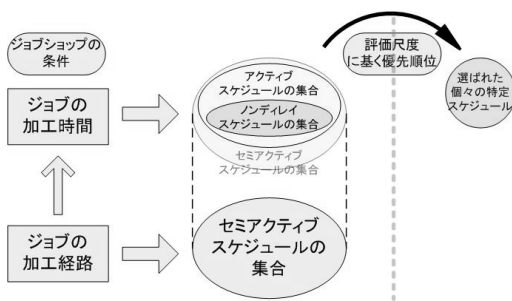 ジョブショップの
条件
評価尺度
に基く優先順位
選ばれた
個々の特定
スケジュール
ジョブの
加工時間
アクティブ
スケジュールの集合
ノンディレイ
スケジュールの集合
セミアクティブ
スケジュールの集合
ジョブの
加工経路
セミアクティブ
スケジュールの
集合